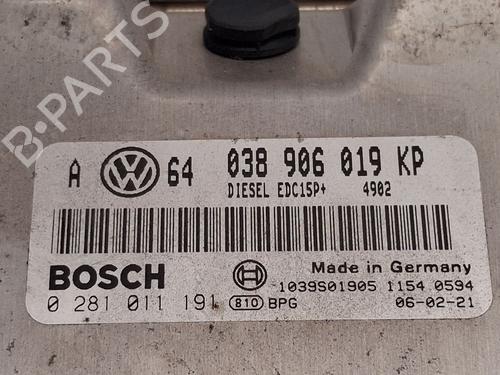 A VW 64 038 906 019 KP
DIESEL EDC15P+ 4902
BOSCH
Made in Germany
1039S01905 1154 0594
0 281 011 191 810 BPG 06-02-21
B-PARTS